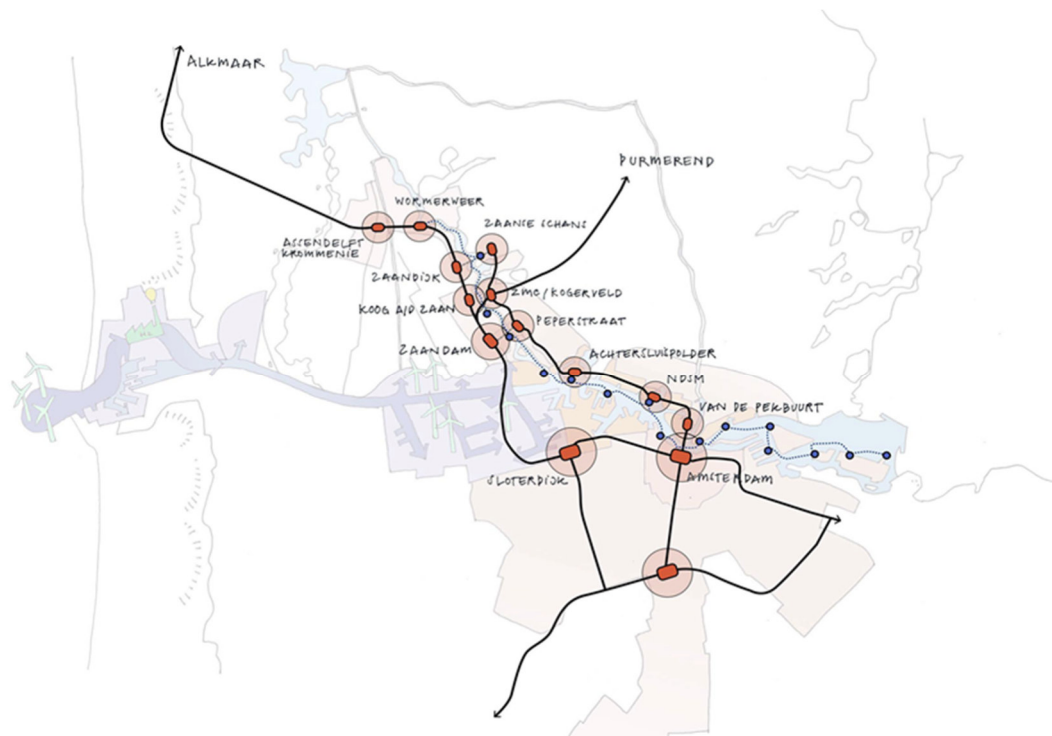 ALKMAAR
PURMEREND
WORMERWEER
ZAANSE SCHANS
ASSENDELFT
KROMMENIE
ZAANDIJK
ZMC/KOGERVELD
KOOG A/D ZAAN
PEPERSTRAAT
ZAANDAM
ACHTERSLUISPOLDER
NDSM
VAN DE PEKBUURT
SLOTERDIJK
AMSTERDAM